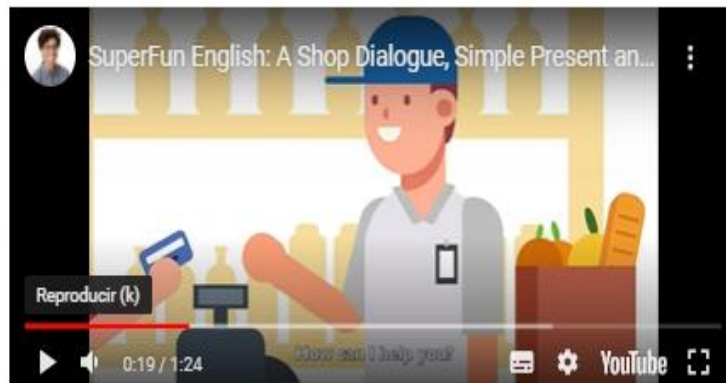 SuperFun English: A Shop Dialogue, Simple Present an...
Reproducir (k)
How can I help you?
0:19 / 1:24
YouTube